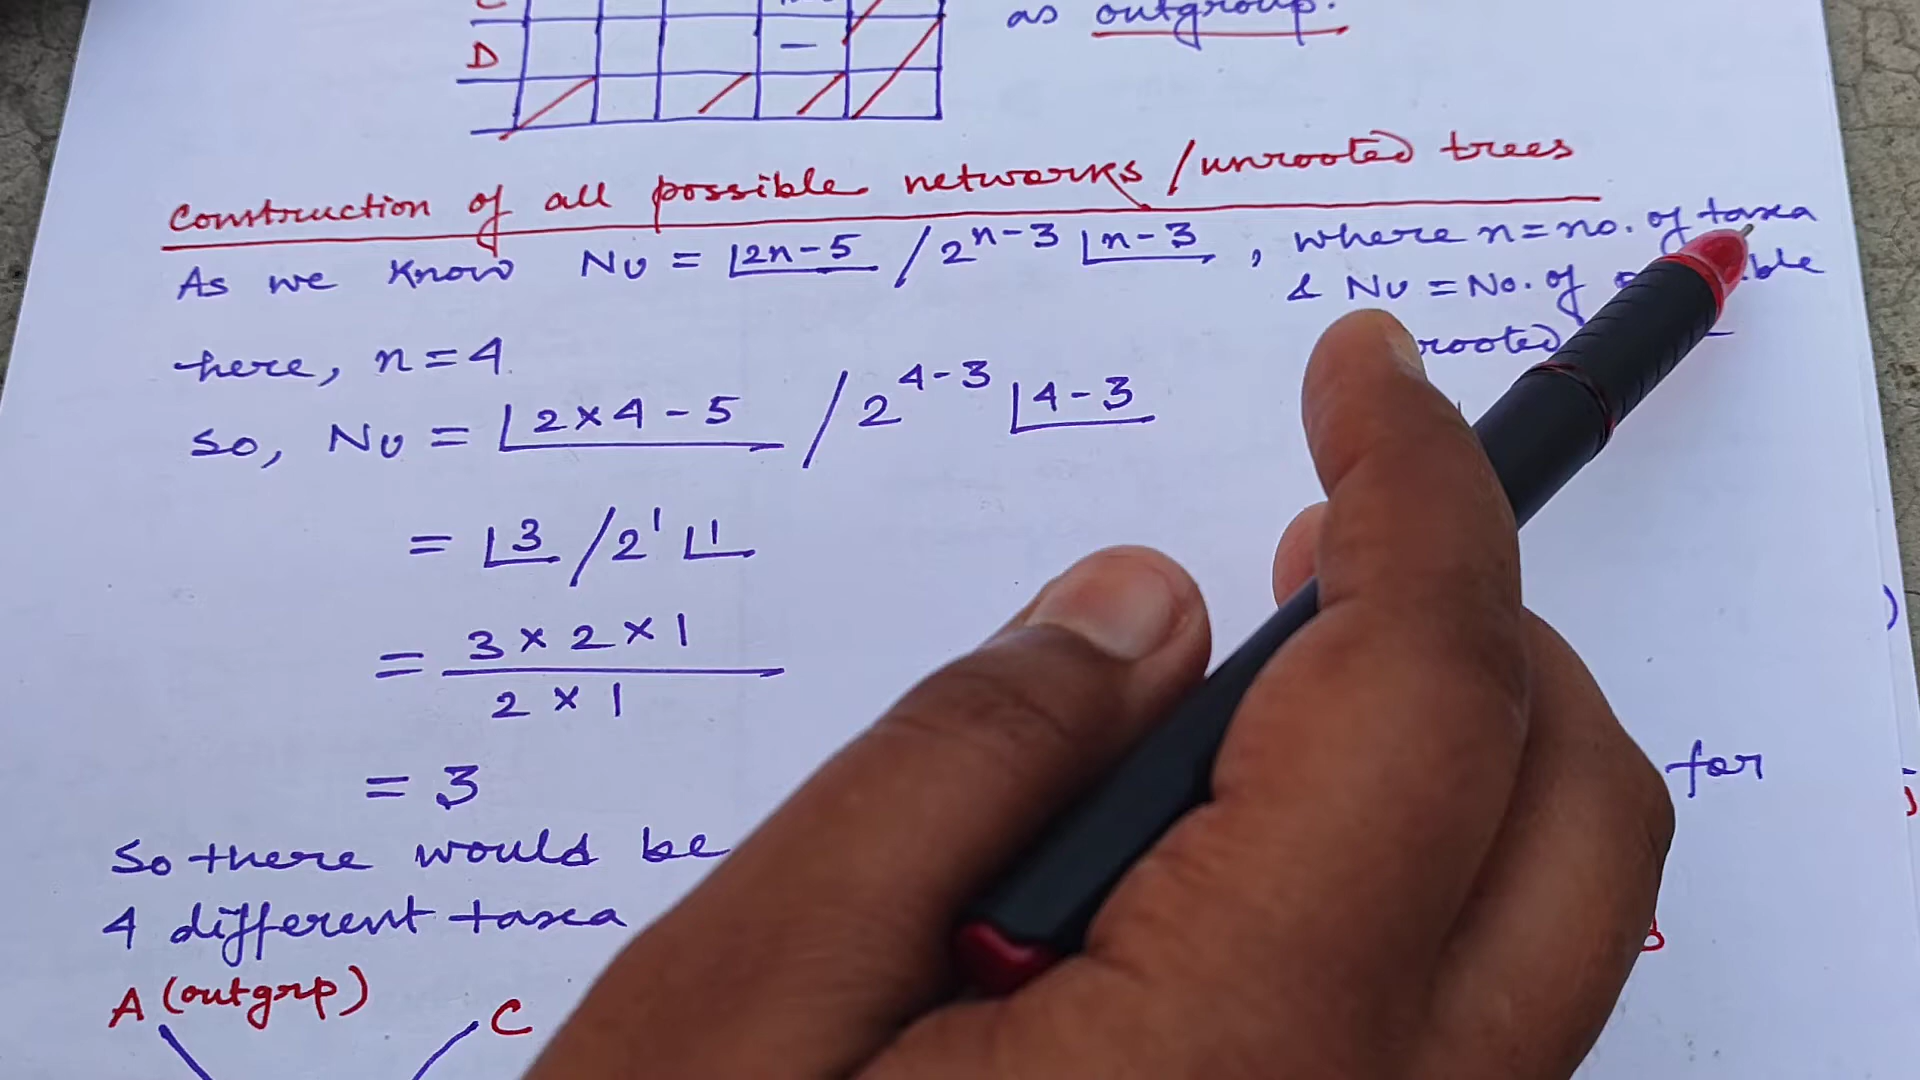 as outgroup.
D
—
Construction of all possible networks / unrooted trees
As we know Nu = ⌊2n-5 / 2^n-3 ⌊n-3 , where n = no. of taxa
& Nu = No. of
rooted
here, n = 4
so, Nu = ⌊2 × 4 - 5 / 2^4-3 ⌊4-3
= ⌊3 / 2^1 ⌊1
= 3 × 2 × 1
2 × 1
= 3
So there would be for
4 different taxa
A (outgrp)
C